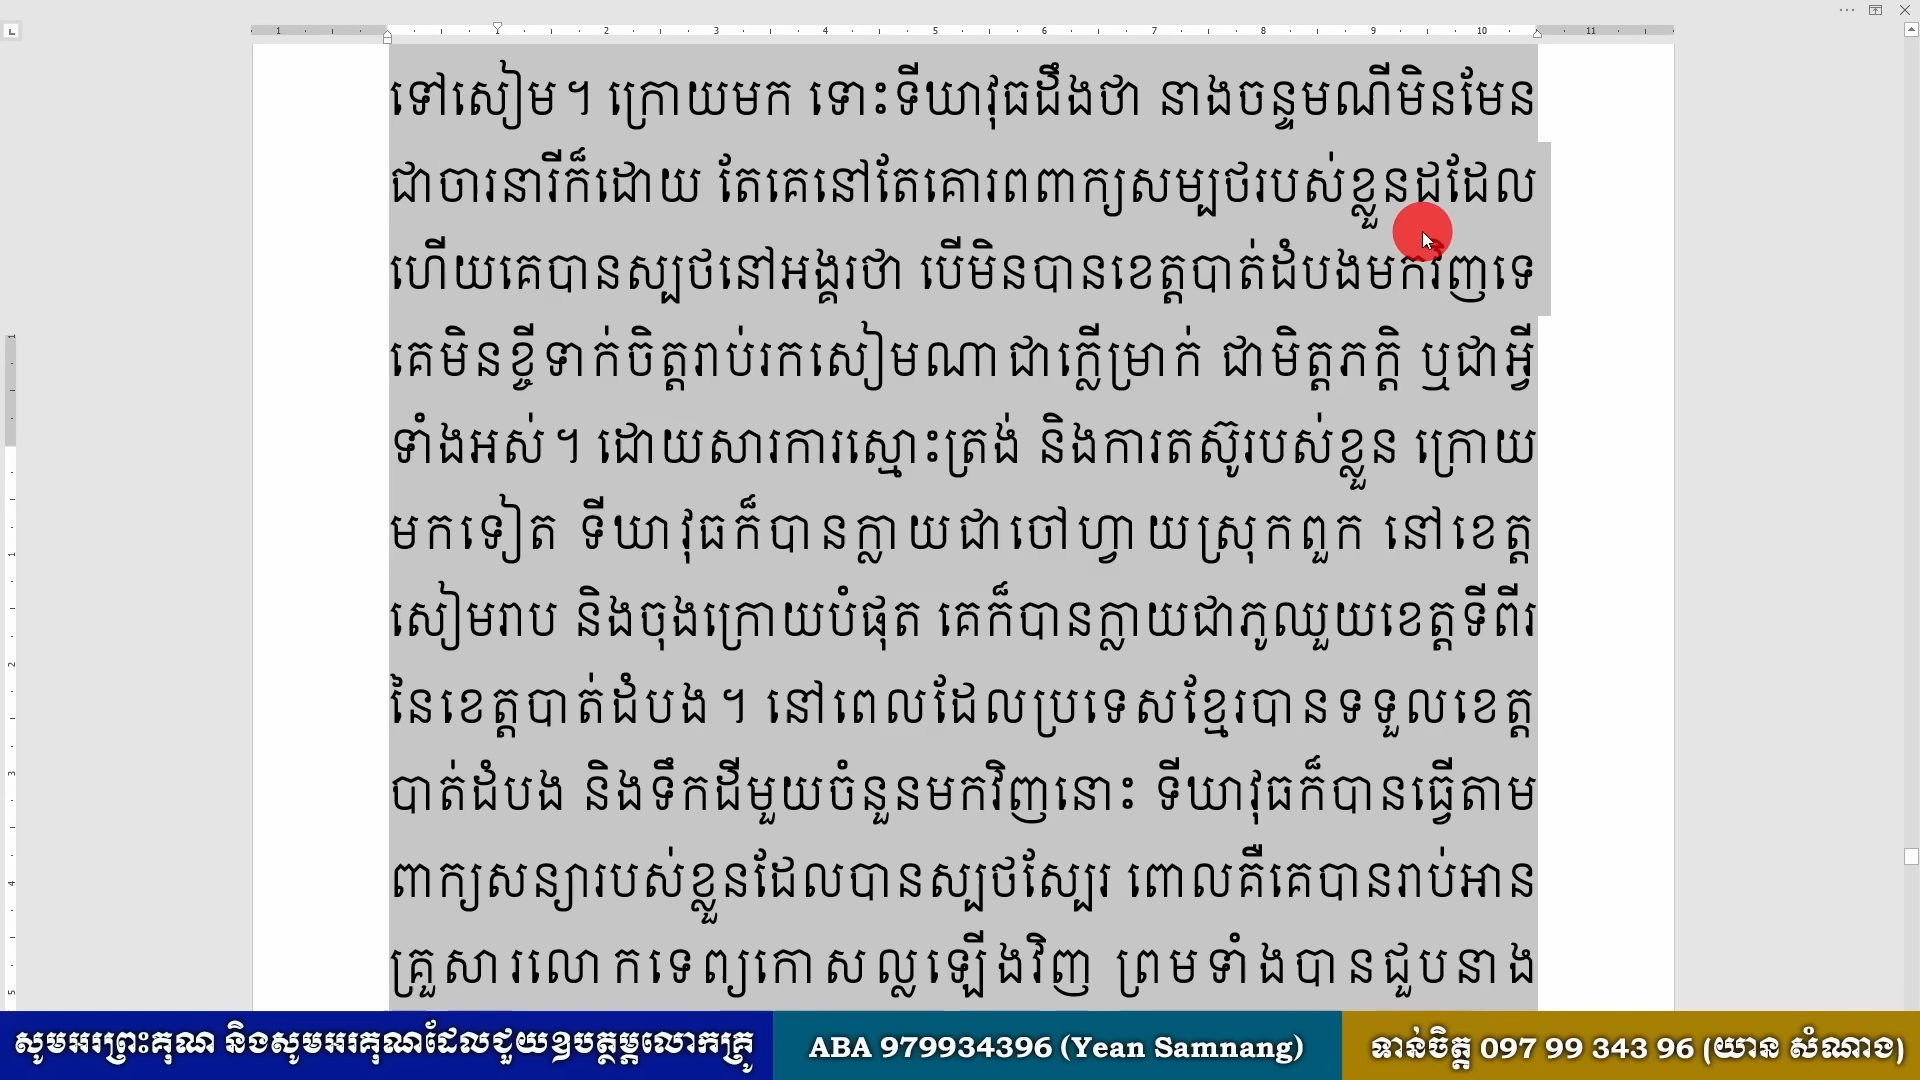 ទៅសៀម។ ក្រោយមក ទោះទីឃាវុធដឹងថា នាងចន្ទមណីមិនមែន
ជាចារនារីក៏ដោយ តែគេនៅតែគោរពពាក្យសម្បថរបស់ខ្លួនដដែល
ហើយគេបានស្បថនៅអង្គរថា បើមិនបានខេត្តបាត់ដំបងមកវិញទេ
គេមិនខ្ចីទាក់ចិត្តរាប់រកសៀមណាជាក្លើម្រាក់ ជាមិត្តភក្តិ ឬជាអ្វី
ទាំងអស់។ ដោយសារការស្មោះត្រង់ និងការតស៊ូរបស់ខ្លួន ក្រោយ
មកទៀត ទីឃាវុធក៏បានក្លាយជាចៅហ្វាយស្រុកពួក នៅខេត្ត
សៀមរាប និងចុងក្រោយបំផុត គេក៏បានក្លាយជាភូឈួយខេត្តទីពីរ
នៃខេត្តបាត់ដំបង។ នៅពេលដែលប្រទេសខ្មែរបានទទួលខេត្ត
បាត់ដំបង និងទឹកដីមួយចំនួនមកវិញនោះ ទីឃាវុធក៏បានធ្វើតាម
ពាក្យសន្យារបស់ខ្លួនដែលបានស្បថស្បែរ ពោលគឺគេបានរាប់អាន
គ្រួសារលោកទេព្យកោសល្លឡើងវិញ ព្រមទាំងបានជួបនាង
សូមអរព្រះគុណ និងសូមអរគុណដែលជួយឧបត្ថម្ភលោកគ្រូ
ABA 979934396 (Yean Samnang)
ទាន់ចិត្ត 097 99 343 96 (យាន សំណាង)